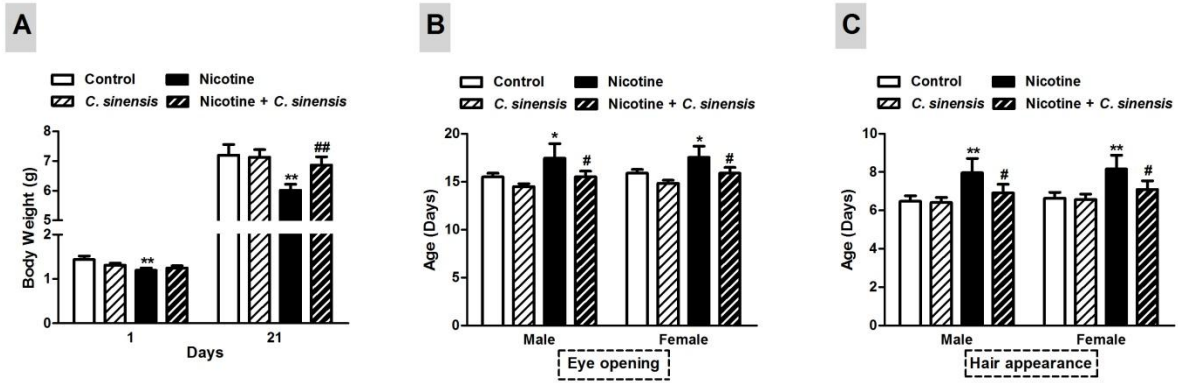 A
Control
Nicotine
C. sinensis
Nicotine + C. sinensis
Body Weight (g)
8
7
6
5
2
1
0
**
**
##
1
21
Days
B
Control
Nicotine
C. sinensis
Nicotine + C. sinensis
Age (Days)
20
15
10
5
0
*
#
*
#
Male
Female
Eye opening
C
Control
Nicotine
C. sinensis
Nicotine + C. sinensis
Age (Days)
10
8
6
4
2
0
**
#
**
#
Male
Female
Hair appearance